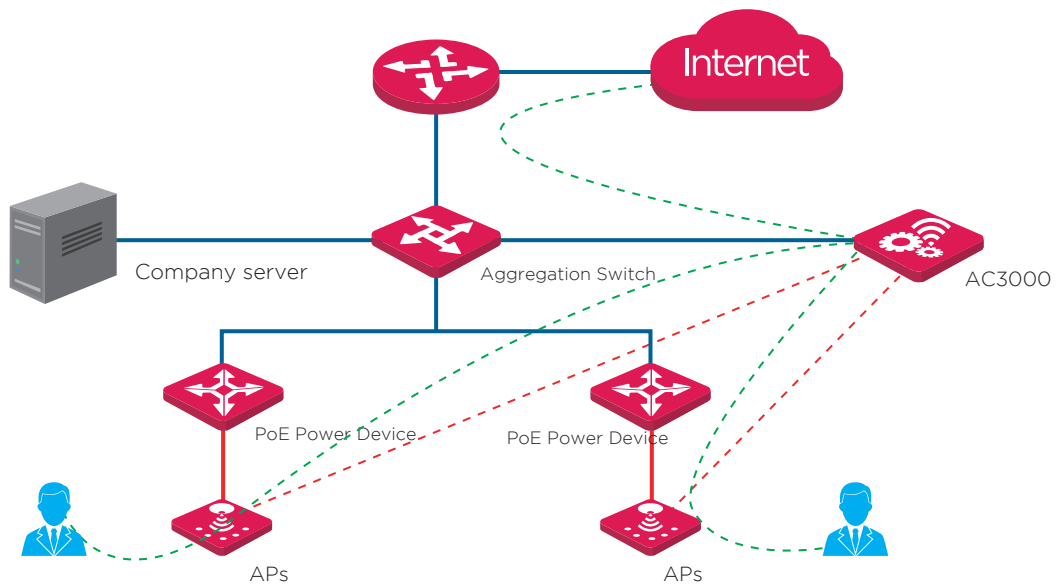 Internet
Company server
Aggregation Switch
AC3000
PoE Power Device
PoE Power Device
APs
APs